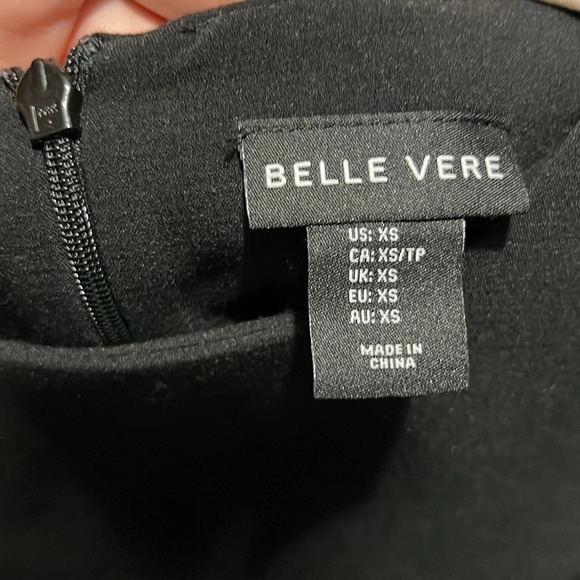 BELLE VERE
US: XS
CA: XS/TP
UK: XS
EU: XS
AU: XS
MADE IN
CHINA